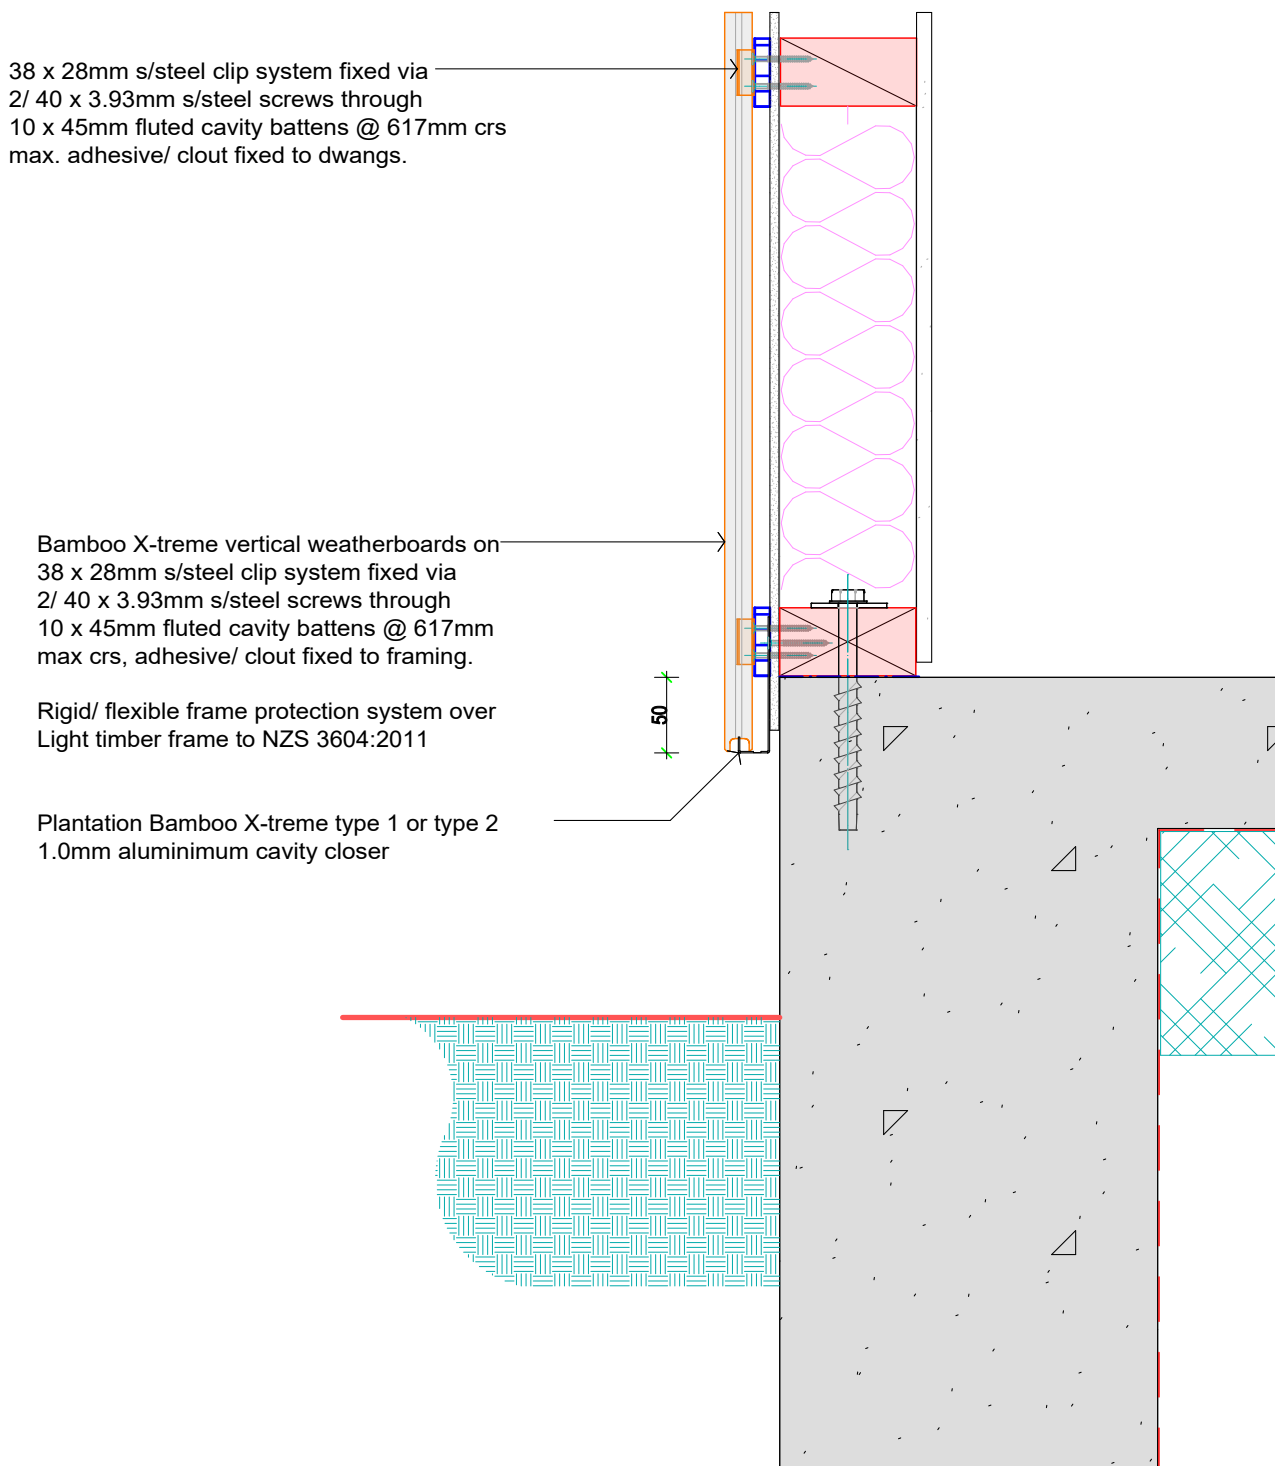 38 x 28mm s/steel clip system fixed via
2/ 40 x 3.93mm s/steel screws through
10 x 45mm fluted cavity battens @ 617mm crs
max. adhesive/ clout fixed to dwangs.
Bamboo X-treme vertical weatherboards on
38 x 28mm s/steel clip system fixed via
2/ 40 x 3.93mm s/steel screws through
10 x 45mm fluted cavity battens @ 617mm
max crs, adhesive/ clout fixed to framing.
Rigid/ flexible frame protection system over
Light timber frame to NZS 3604:2011
50
Plantation Bamboo X-treme type 1 or type 2
1.0mm aluminimum cavity closer